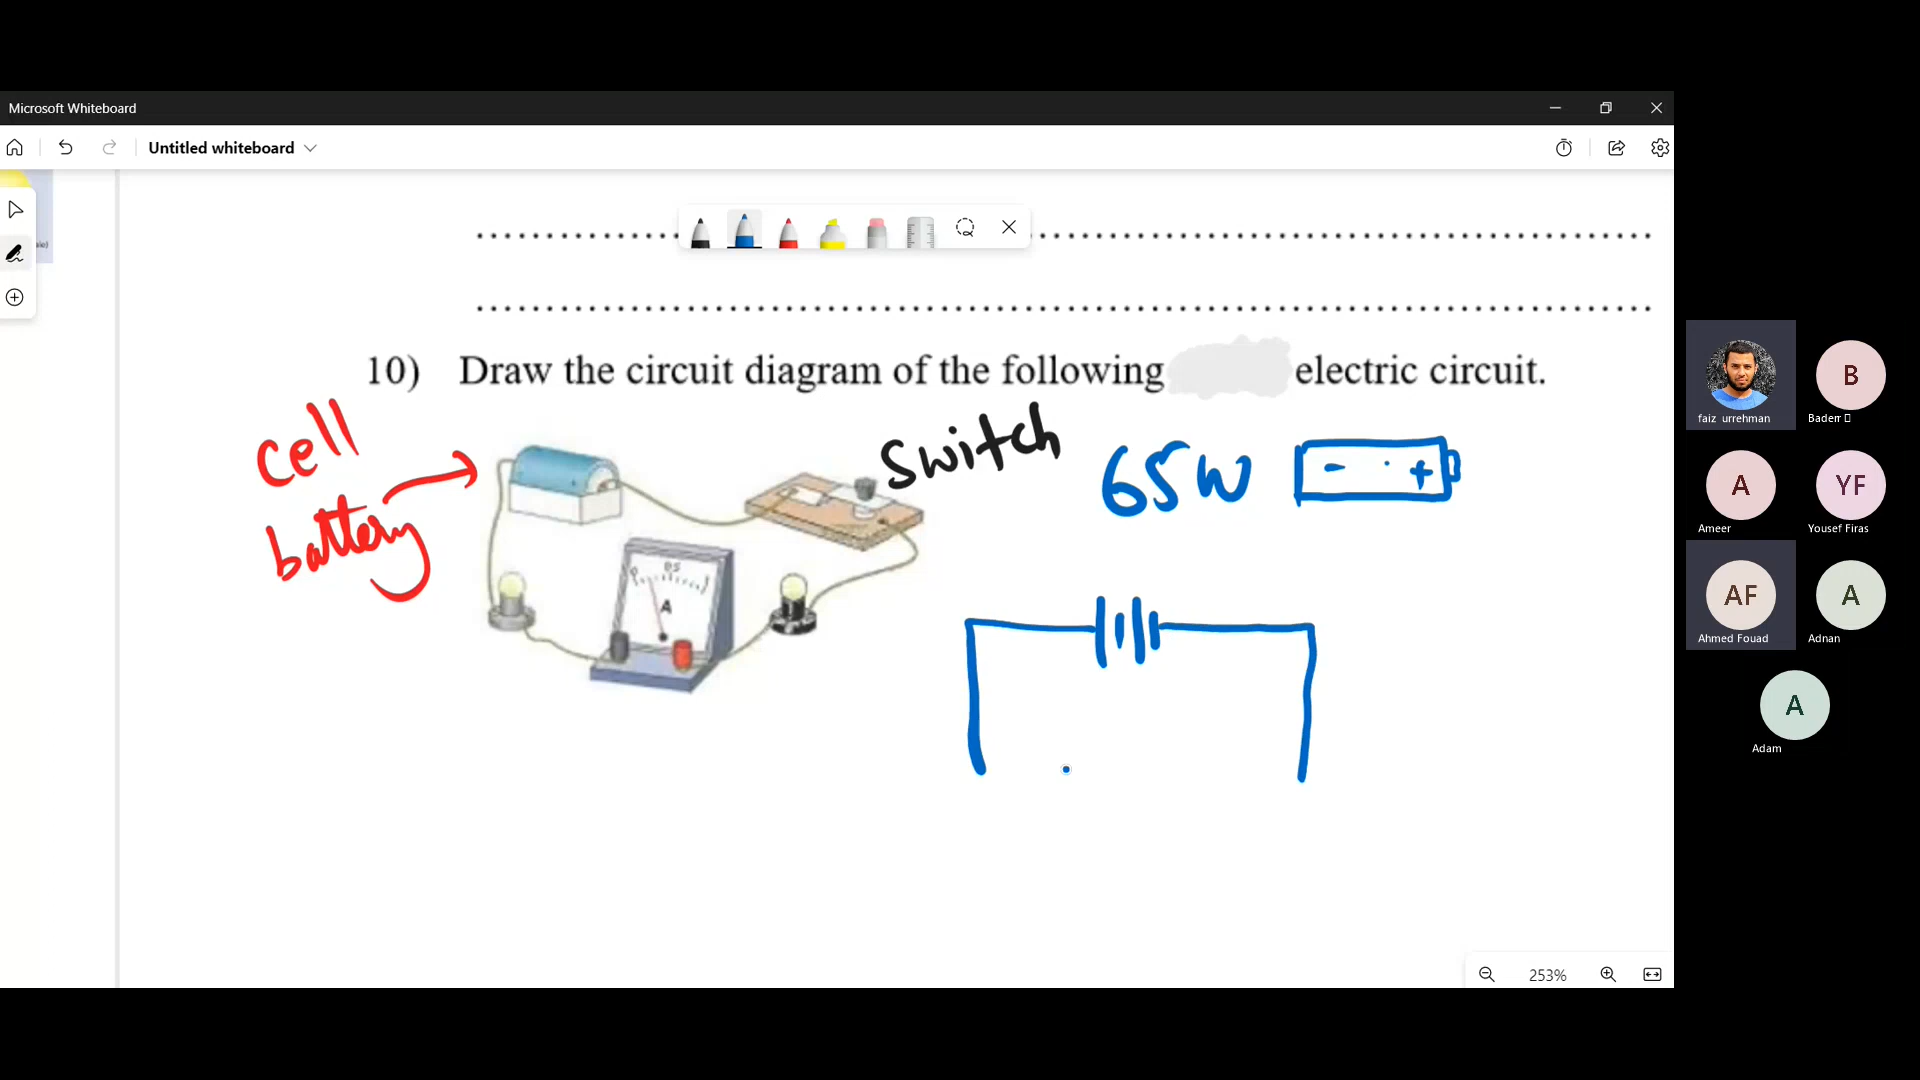 Microsoft Whiteboard
Untitled whiteboard
10) Draw the circuit diagram of the following electric circuit.
cell
battery
switch
65W
- +
A
253%
faiz urrehman
B
Baderr
A
Ameer
YF
Yousef Firas
AF
Ahmed Fouad
A
Adnan
A
Adam